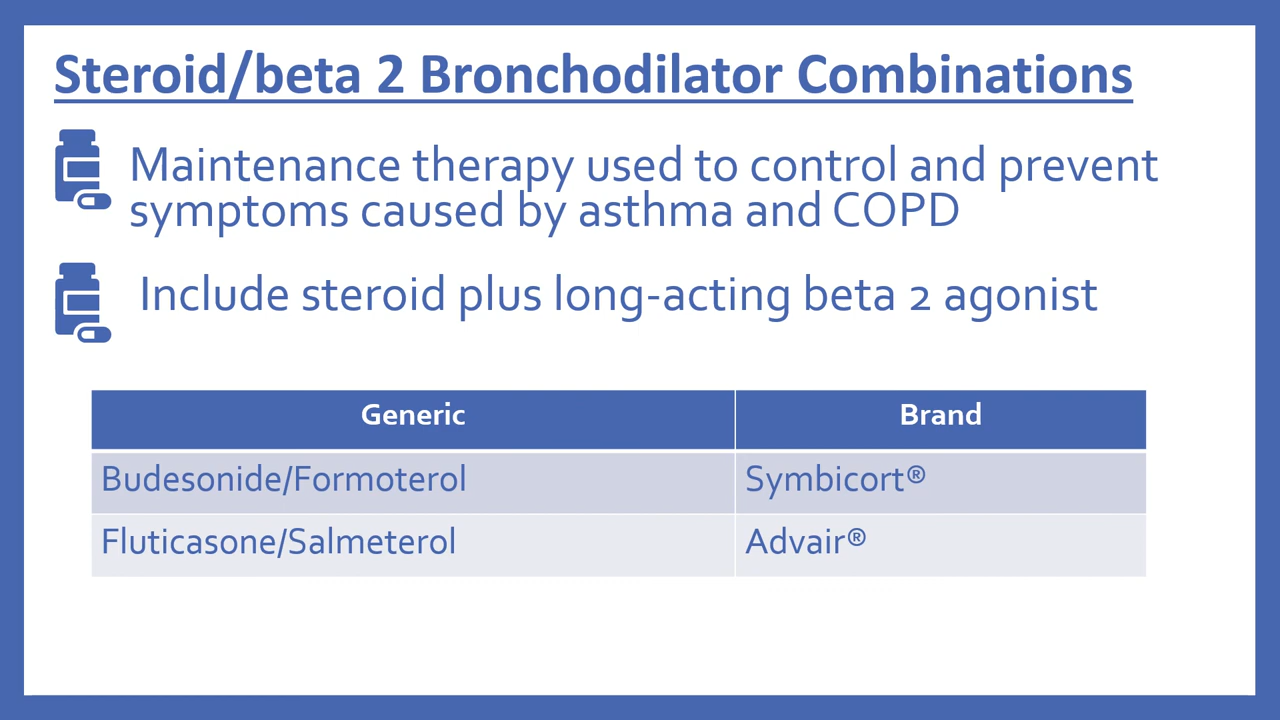 Steroid/beta 2 Bronchodilator Combinations
Maintenance therapy used to control and prevent
symptoms caused by asthma and COPD
Include steroid plus long-acting beta 2 agonist
Generic Brand
Budesonide/Formoterol Symbicort®
Fluticasone/Salmeterol Advair®